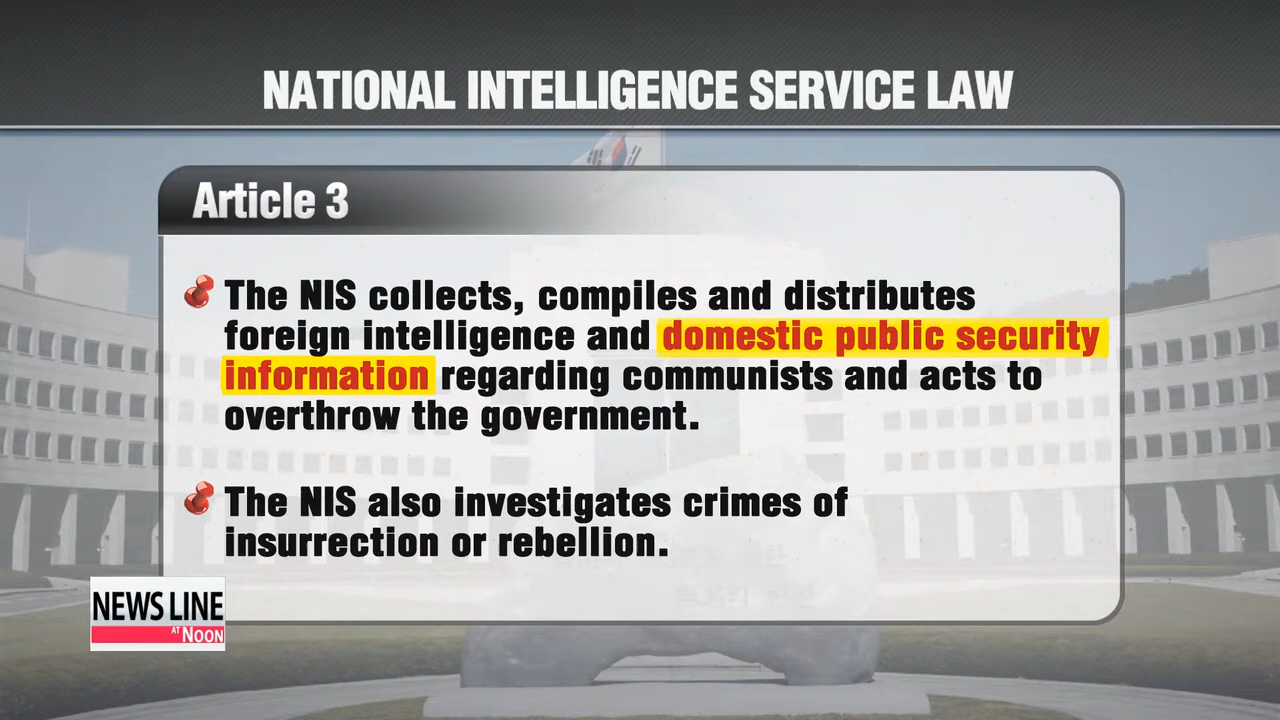 NATIONAL INTELLIGENCE SERVICE LAW
Article 3
The NIS collects, compiles and distributes
foreign intelligence and domestic public security
information regarding communists and acts to
overthrow the government.
The NIS also investigates crimes of
insurrection or rebellion.
NEWS LINE
AT NOON